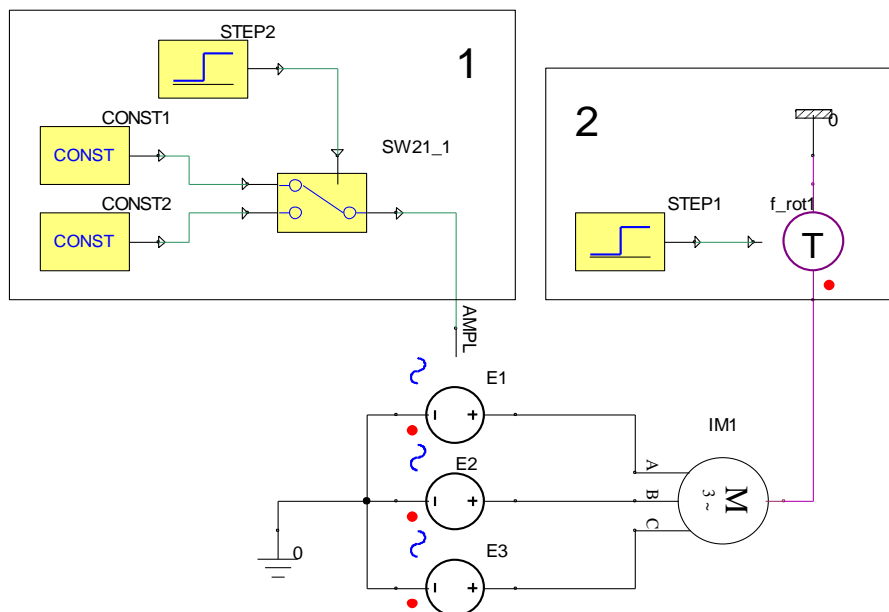 STEP2
1
CONST1
CONST
SW21_1
CONST2
CONST
2
0
STEP1
f_rot1
T
AMPL
E1
E2
E3
0
IM1
A
B
C
M
3 ~